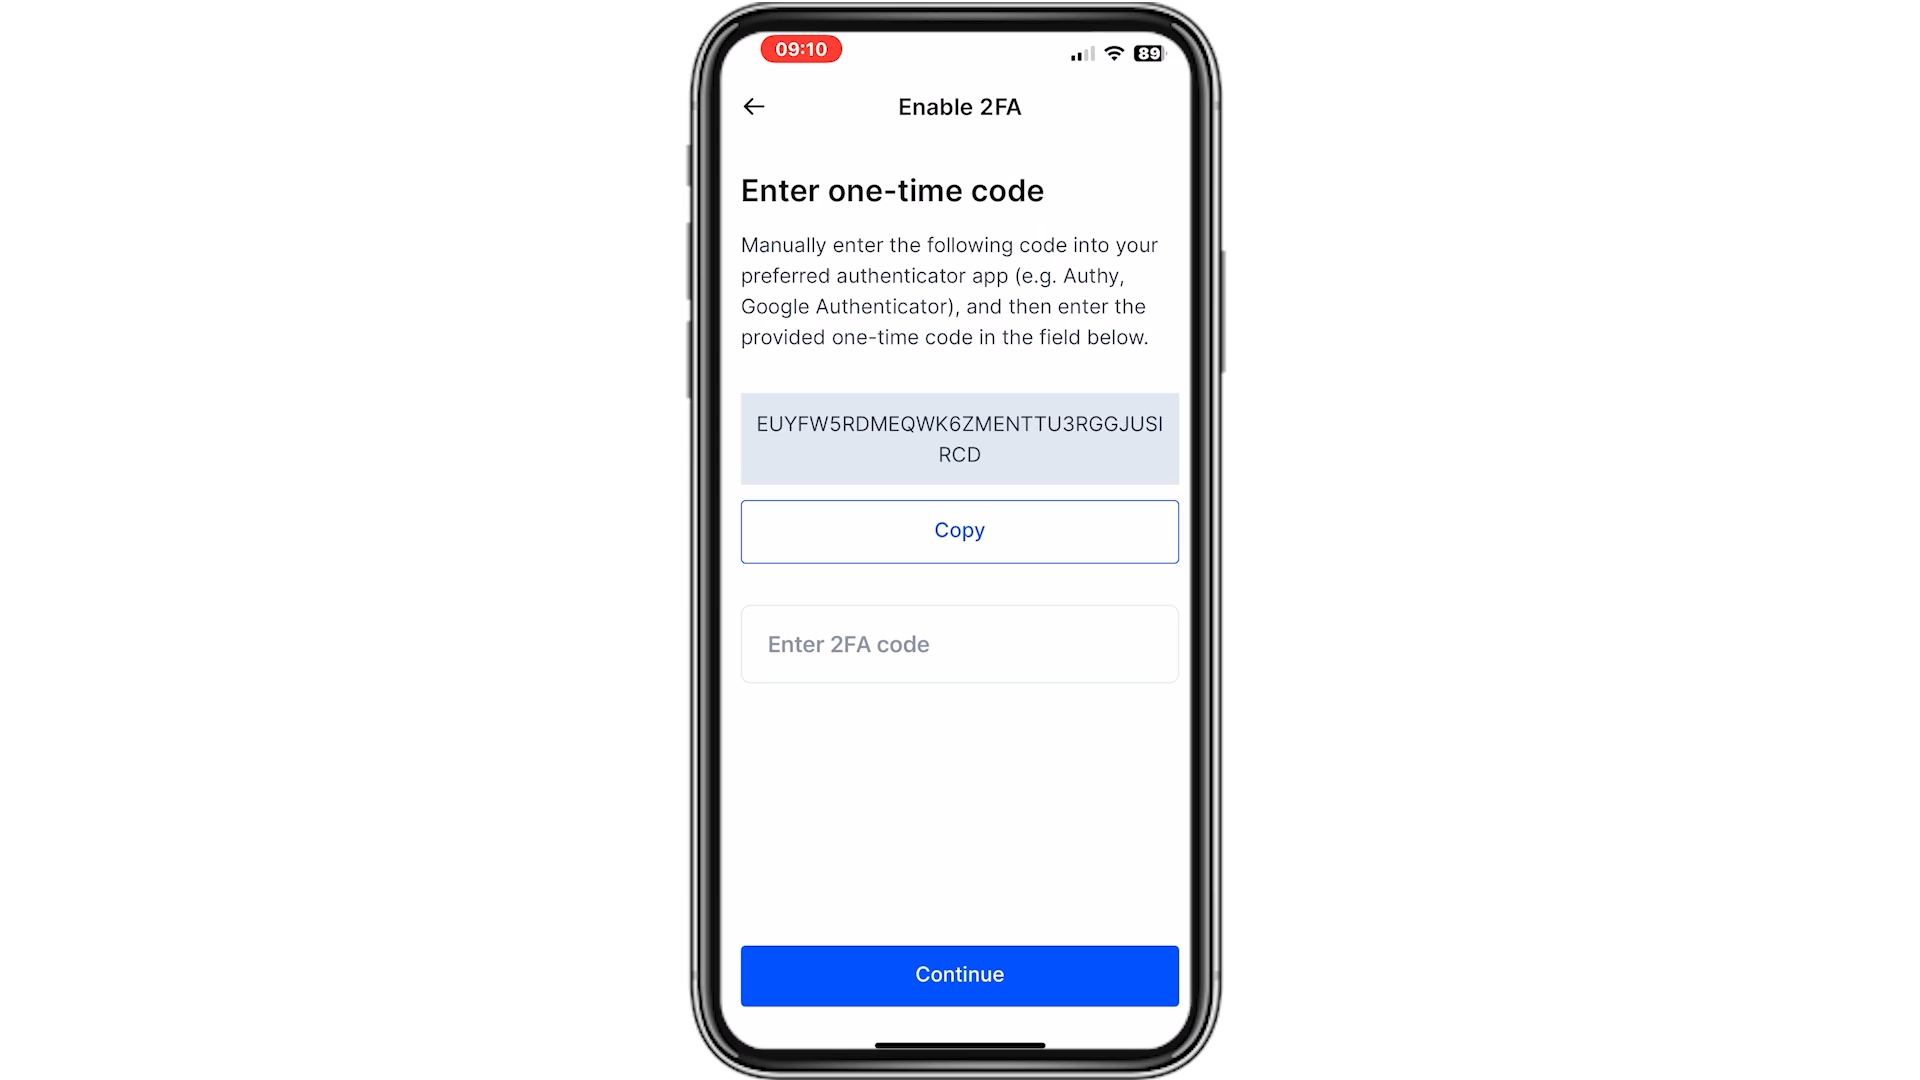 09:10
89
Enable 2FA
Enter one-time code
Manually enter the following code into your
preferred authenticator app (e.g. Authy,
Google Authenticator), and then enter the
provided one-time code in the field below.
EUYFW5RDMEQWK6ZMENTTU3RGGJUSI
RCD
Copy
Enter 2FA code
Continue